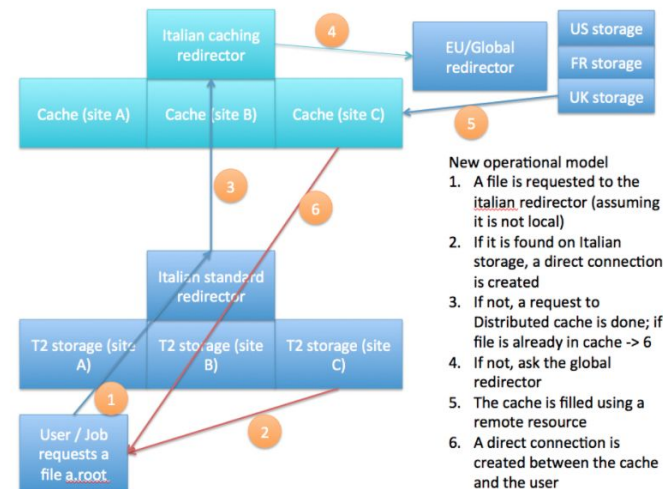 Italian caching
redirector
4
EU/Global
redirector
US storage
FR storage
UK storage
Cache (site A)
Cache (site B)
Cache (site C)
5
3
6
New operational model
1. A file is requested to the
italian redirector (assuming
it is not local)
2. If it is found on Italian
storage, a direct connection
is created
3. If not, a request to
Distributed cache is done; if
file is already in cache -> 6
4. If not, ask the global
redirector
5. The cache is filled using a
remote resource
6. A direct connection is
created between the cache
and the user
Italian standard
redirector
T2 storage (site
A)
T2 storage (site
B)
T2 storage (site
C)
1
2
User / Job
requests a
file a.root